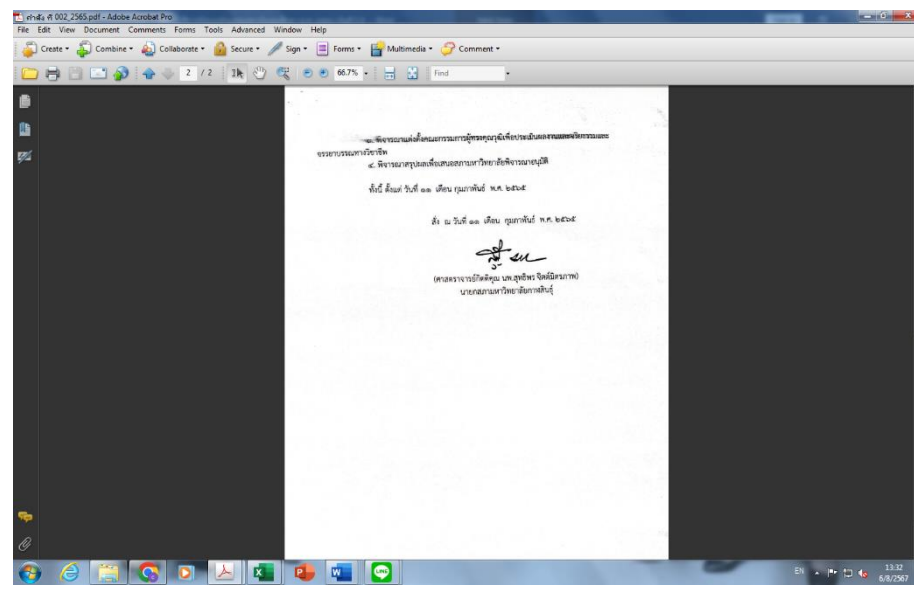 คำสั่ง ที่ 002_2565.pdf - Adobe Acrobat Pro
File Edit View Document Comments Forms Tools Advanced Window Help
Create Combine Collaborate Secure Sign Forms Multimedia Comment
2 / 2 66.7% Find
๓. พิจารณาแต่งตั้งคณะกรรมการผู้ทรงคุณวุฒิเพื่อประเมินผลงานและจริยธรรมและ
จรรยาบรรณทางวิชาชีพ
๔. พิจารณาสรุปผลเพื่อเสนอสภามหาวิทยาลัยพิจารณาอนุมัติ
ทั้งนี้ ตั้งแต่ วันที่ ๑๑ เดือน กุมภาพันธ์ พ.ศ. ๒๕๖๕
สั่ง ณ วันที่ ๑๑ เดือน กุมภาพันธ์ พ.ศ. ๒๕๖๕
(ศาสตราจารย์กิตติคุณ นพ.สุทธิพร จิตต์มิตรภาพ)
นายกสภามหาวิทยาลัยกาฬสินธุ์
EN 13:32
6/8/2567